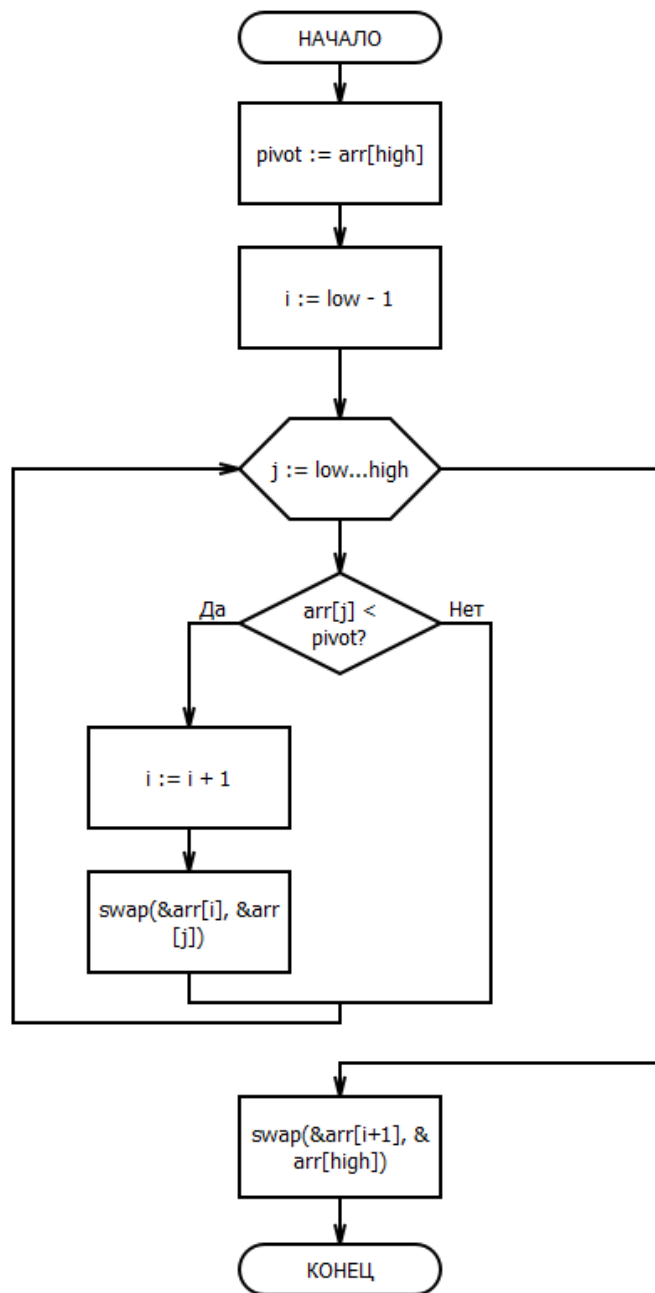 НАЧАЛО
pivot := arr[high]
i := low - 1
j := low...high
arr[j] <
pivot?
Да
Нет
i := i + 1
swap(&arr[i], &arr
[j])
swap(&arr[i+1], &
arr[high])
КОНЕЦ